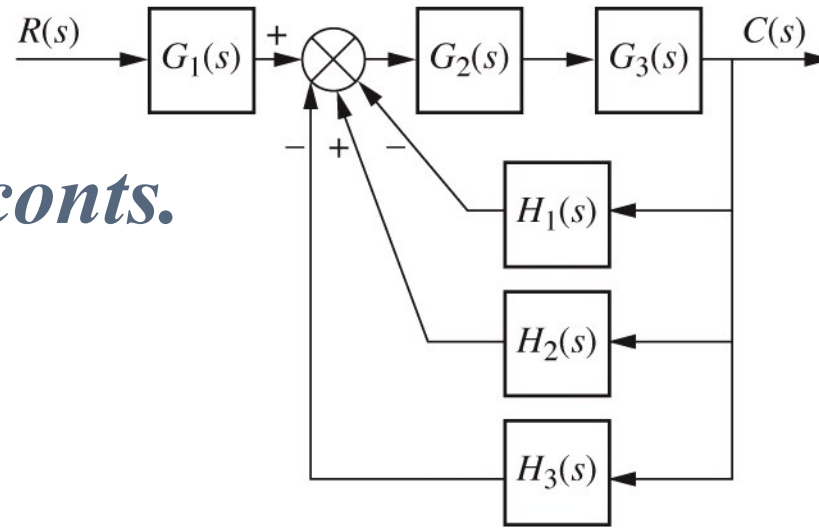 R(s)
C(s)
+
G₁(s)
G₂(s)
G₃(s)
− + −
conts.
H₁(s)
H₂(s)
H₃(s)